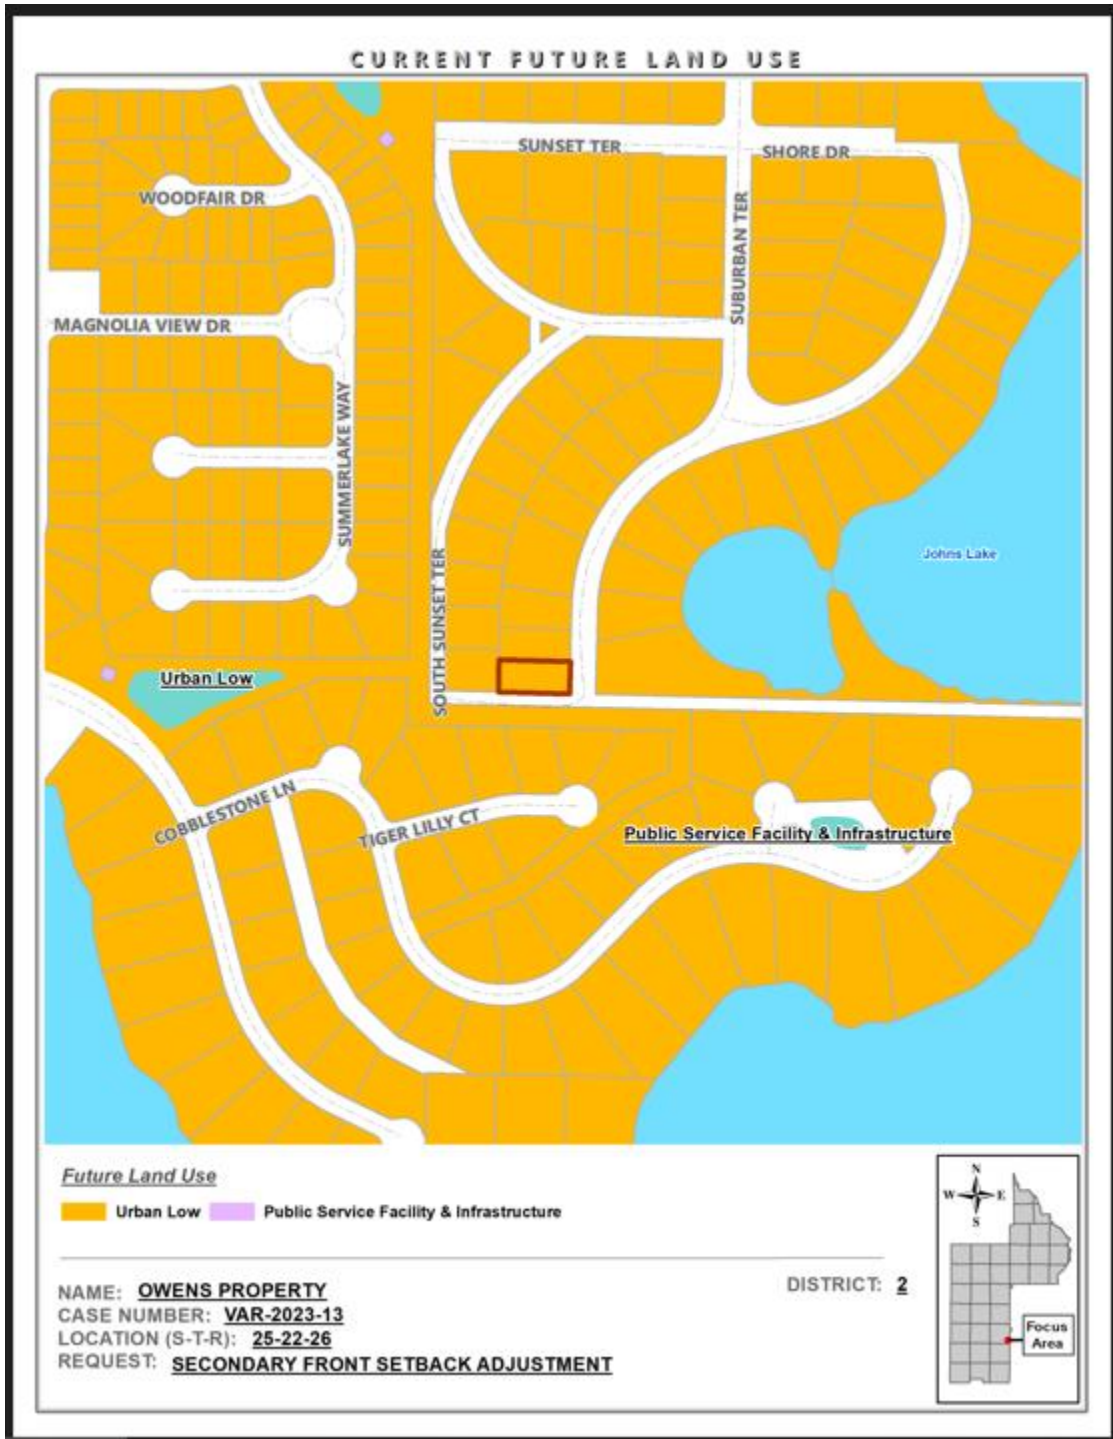 CURRENT FUTURE LAND USE
SUNSET TER
SHORE DR
WOODFAIR DR
SUBURBAN TER
MAGNOLIA VIEW DR
SUMMERLAKE WAY
Johns Lake
SOUTH SUNSET TER
Urban Low
COBBLESTONE LN
TIGER LILLY CT
Public Service Facility & Infrastructure
Future Land Use
Urban Low
Public Service Facility & Infrastructure
N
W E
S
Focus
Area
NAME: OWENS PROPERTY
DISTRICT: 2
CASE NUMBER: VAR-2023-13
LOCATION (S-T-R): 25-22-26
REQUEST: SECONDARY FRONT SETBACK ADJUSTMENT